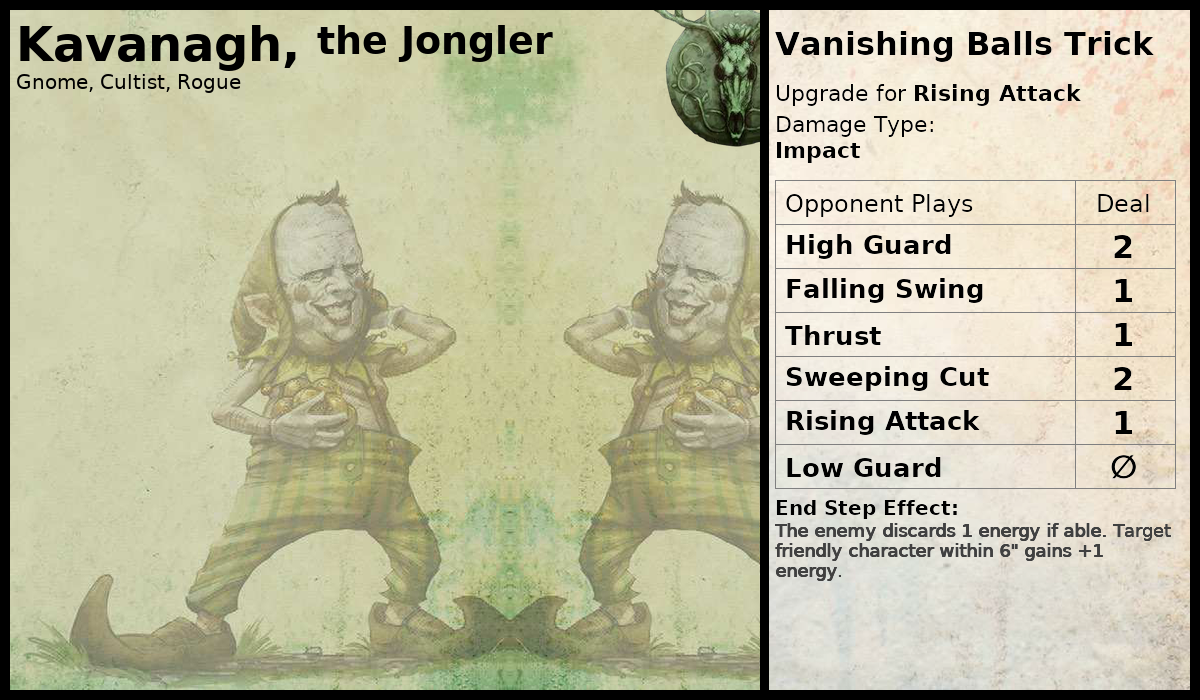 Kavanagh, the Jongler
Gnome, Cultist, Rogue
Vanishing Balls Trick
Upgrade for Rising Attack
Damage Type:
Impact
Opponent Plays Deal
High Guard 2
Falling Swing 1
Thrust 1
Sweeping Cut 2
Rising Attack 1
Low Guard ∅
End Step Effect:
The enemy discards 1 energy if able. Target
friendly character within 6" gains +1
energy.